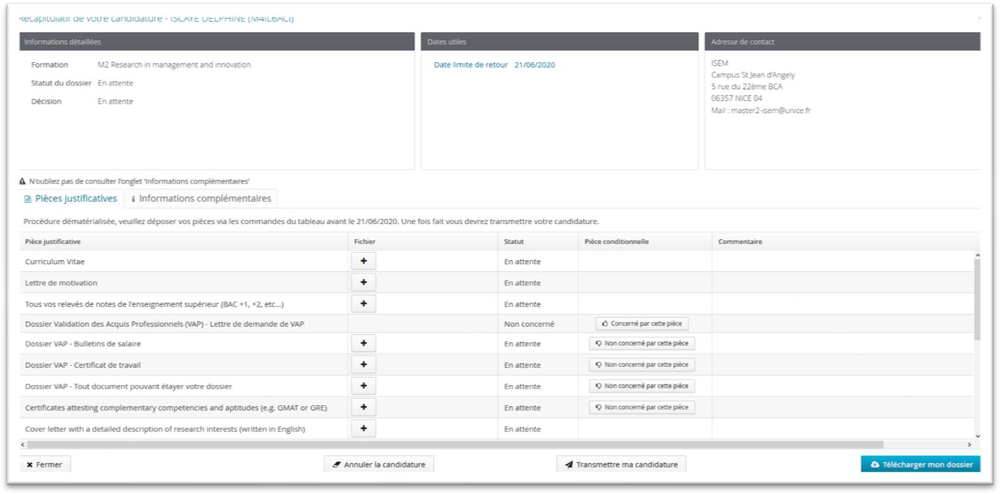 Récapitulatif de votre candidature - ISCAYE DELPHINE (M4IL6ACI)
Informations détaillées
Formation M2 Research in management and innovation
Statut du dossier En attente
Décision En attente
Dates utiles
Date limite de retour 21/06/2020
Adresse de contact
ISEM
Campus St Jean d'Angely
5 rue du 22ème BCA
06357 NICE 04
Mail : master2-isem@unice.fr
N'oubliez pas de consulter l'onglet 'Informations complémentaires'
Pièces justificatives Informations complémentaires
Procédure dématérialisée, veuillez déposer vos pièces via les commandes du tableau avant le 21/06/2020. Une fois fait vous devrez transmettre votre candidature.
Pièce justificative Fichier Statut Pièce conditionnelle Commentaire
Curriculum Vitae + En attente
Lettre de motivation + En attente
Tous vos relevés de notes de l'enseignement supérieur (BAC +1, +2, etc...) + En attente
Dossier Validation des Acquis Professionnels (VAP) - Lettre de demande de VAP Non concerné Concerné par cette pièce
Dossier VAP - Bulletins de salaire + En attente Non concerné par cette pièce
Dossier VAP - Certificat de travail + En attente Non concerné par cette pièce
Dossier VAP - Tout document pouvant étayer votre dossier + En attente Non concerné par cette pièce
Certificates attesting complementary competencies and aptitudes (e.g. GMAT or GRE) + En attente Non concerné par cette pièce
Cover letter with a detailed description of research interests (written in English) + En attente
Fermer Annuler la candidature Transmettre ma candidature Télécharger mon dossier